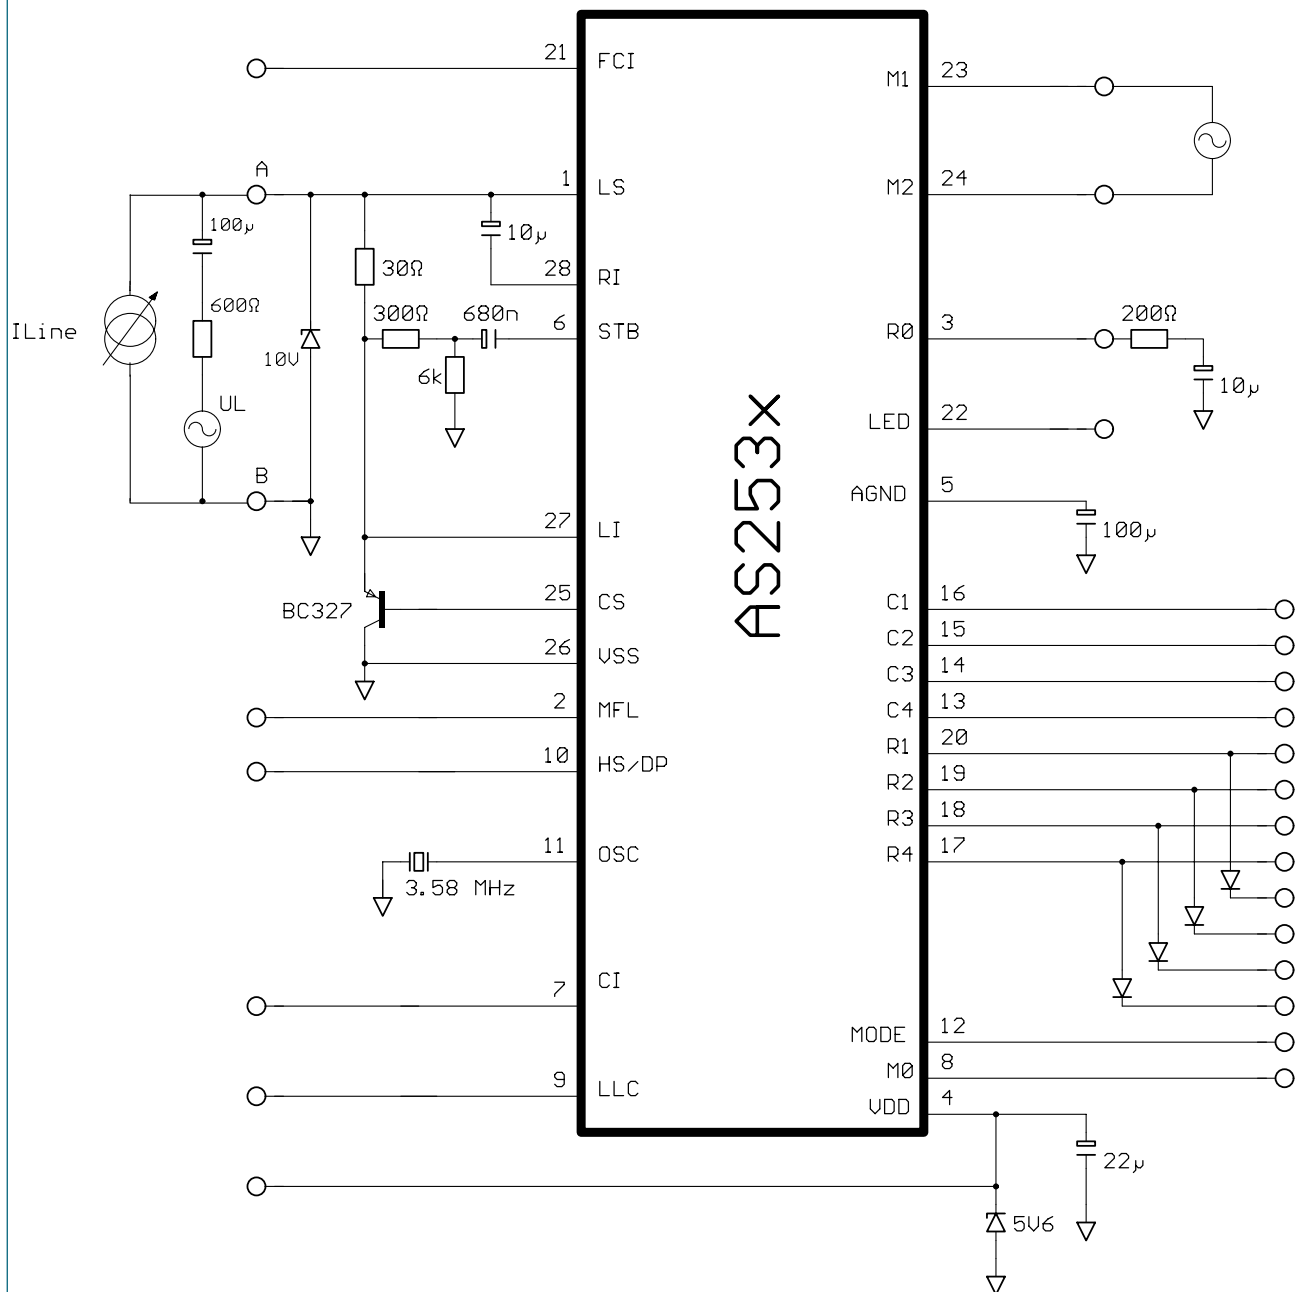 21 FCI
M1 23
A
1 LS
M2 24
100µ
10µ
30Ω
28 RI
600Ω
300Ω 680n
6 STB
R0 3
200Ω
ILine
10V
6k
10µ
UL
LED 22
AS253x
B
AGND 5
27 LI
100µ
BC327
25 CS
C1 16
C2 15
26 VSS
C3 14
2 MFL
C4 13
10 HS/DP
R1 20
R2 19
R3 18
11 OSC
R4 17
3.58 MHz
7 CI
MODE 12
M0 8
9 LLC
VDD 4
22µ
5V6